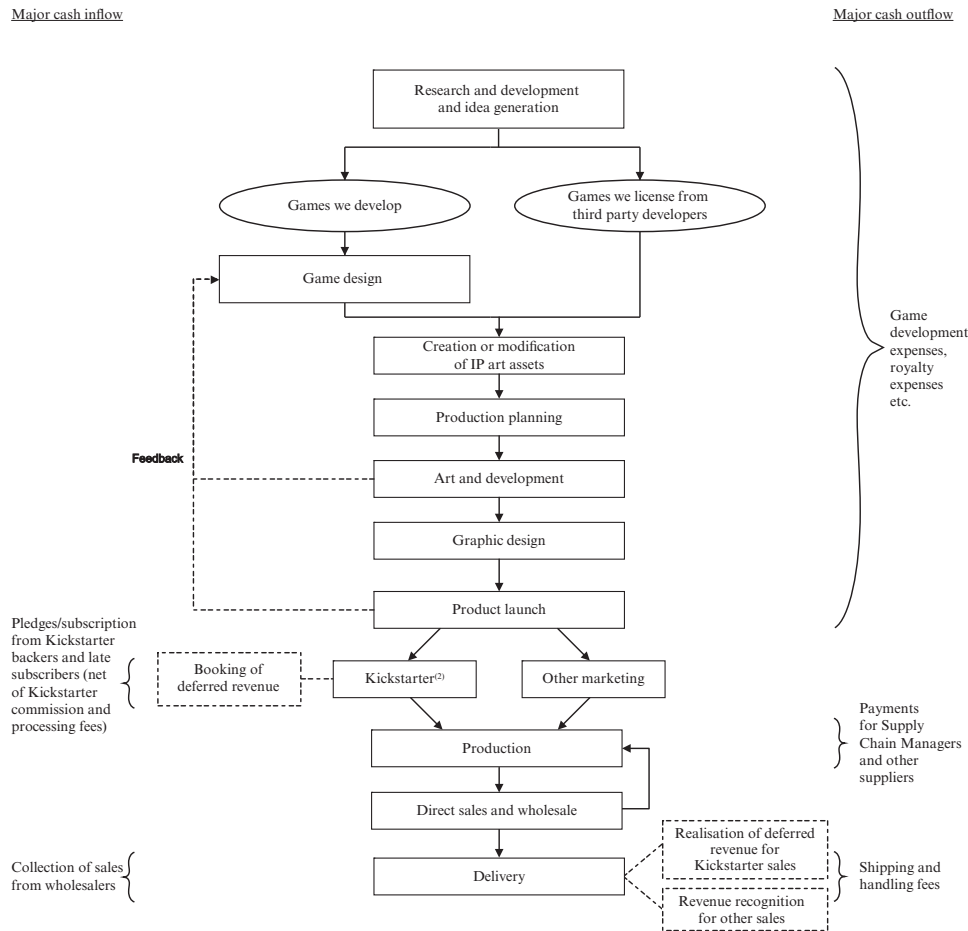 Major cash inflow
Major cash outflow
Research and development
and idea generation
Games we develop
Games we license from
third party developers
Game design
Creation or modification
of IP art assets
Game
development
expenses,
royalty
expenses
etc.
Production planning
Feedback
Art and development
Graphic design
Product launch
Pledges/subscription
from Kickstarter
backers and late
subscribers (net
of Kickstarter
commission and
processing fees)
Booking of
deferred revenue
Kickstarter(2)
Other marketing
Payments
for Supply
Chain Managers
and other
suppliers
Production
Direct sales and wholesale
Realisation of deferred
revenue for
Kickstarter sales
Collection of sales
from wholesalers
Delivery
Shipping and
handling fees
Revenue recognition
for other sales